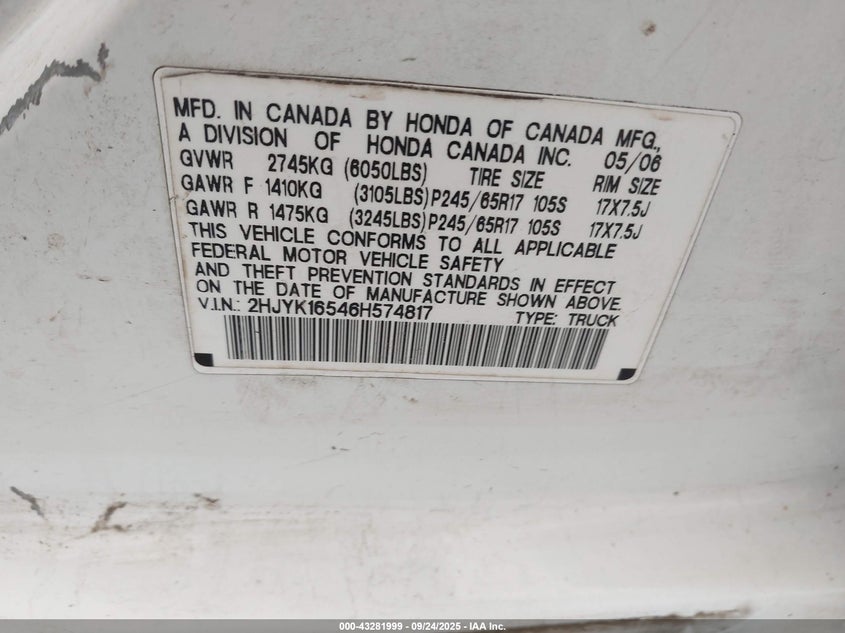 MFD. IN CANADA BY HONDA OF CANADA MFG.,
A DIVISION OF HONDA CANADA INC. 05/06
GVWR 2745KG (6050LBS) TIRE SIZE RIM SIZE
GAWR F 1410KG (3105LBS) P245/65R17 105S 17X7.5J
GAWR R 1475KG (3245LBS) P245/65R17 105S 17X7.5J
THIS VEHICLE CONFORMS TO ALL APPLICABLE
FEDERAL MOTOR VEHICLE SAFETY
AND THEFT PREVENTION STANDARDS IN EFFECT
ON THE DATE OF MANUFACTURE SHOWN ABOVE.
V.I.N.: 2HJYK16546H574817 TYPE: TRUCK
000-43281999 - 09/24/2025 - IAA Inc.